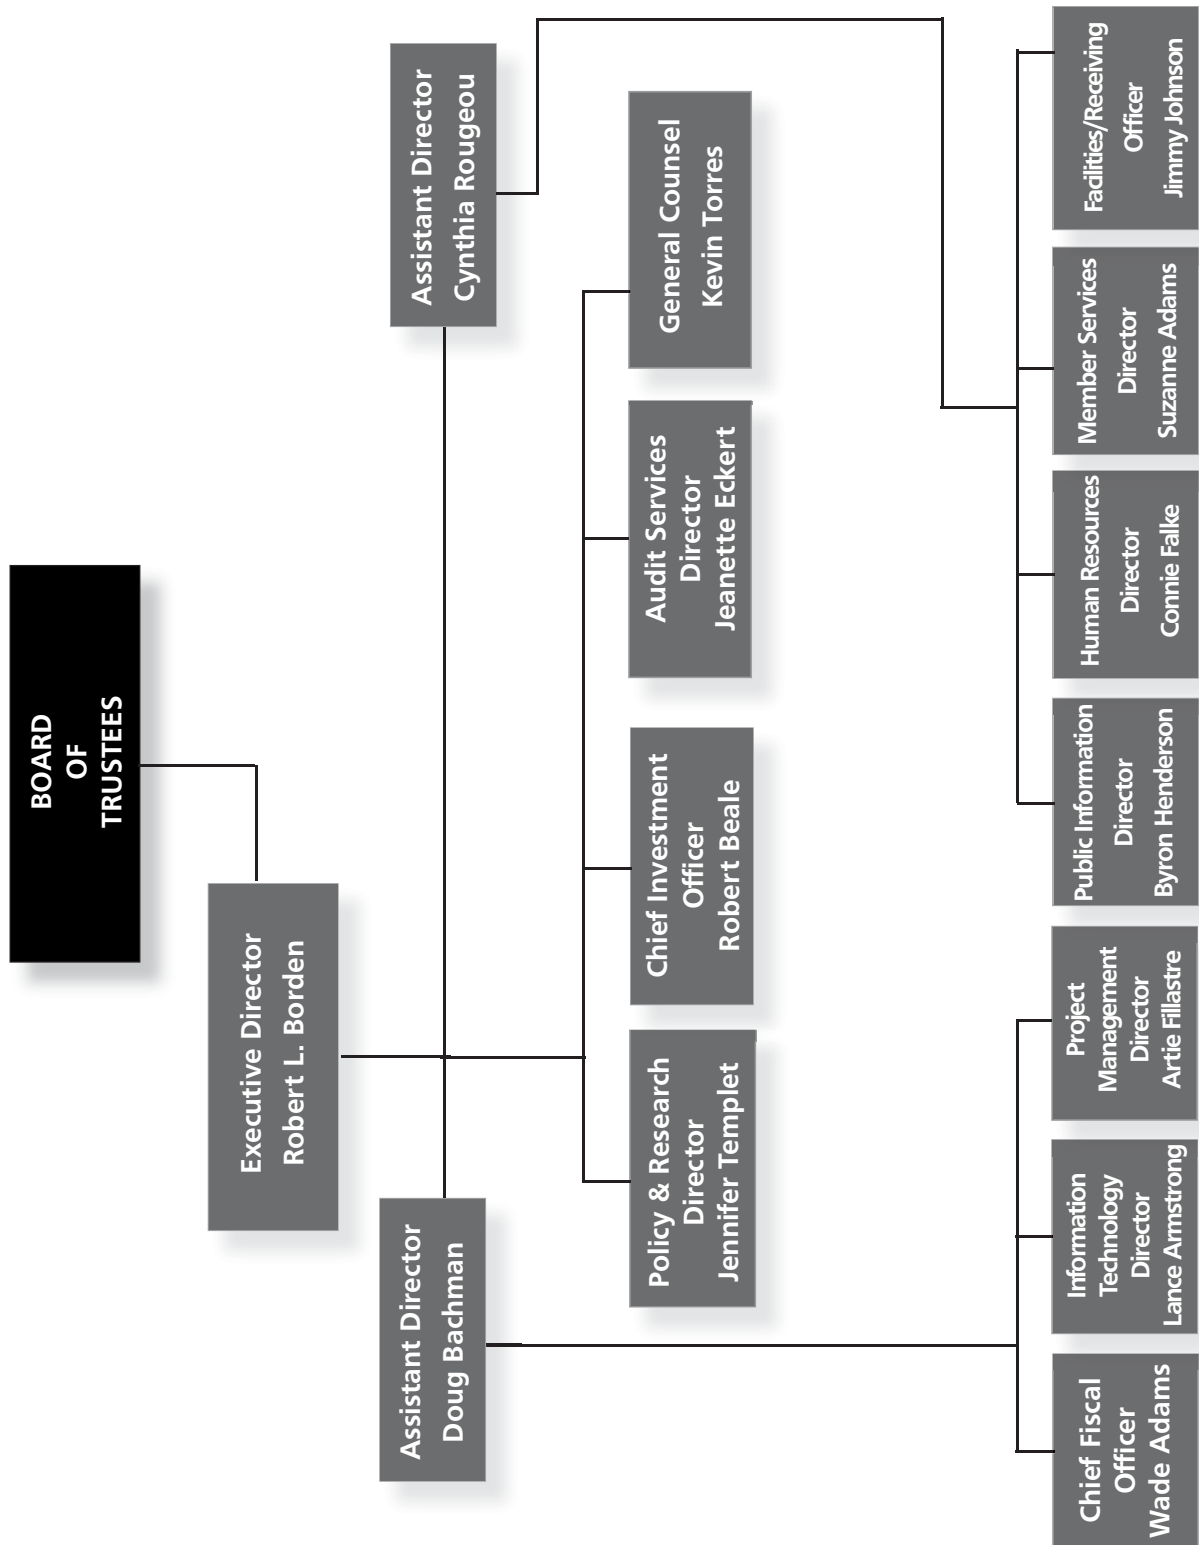 BOARD
OF
TRUSTEES
Executive Director
Robert L. Borden
Assistant Director
Doug Bachman
Assistant Director
Cynthia Rougeou
Policy & Research
Director
Jennifer Templet
Chief Investment
Officer
Robert Beale
Audit Services
Director
Jeanette Eckert
General Counsel
Kevin Torres
Chief Fiscal
Officer
Wade Adams
Information
Technology
Director
Lance Armstrong
Project
Management
Director
Artie Fillastre
Public Information
Director
Byron Henderson
Human Resources
Director
Connie Falke
Member Services
Director
Suzanne Adams
Facilities/Receiving
Officer
Jimmy Johnson